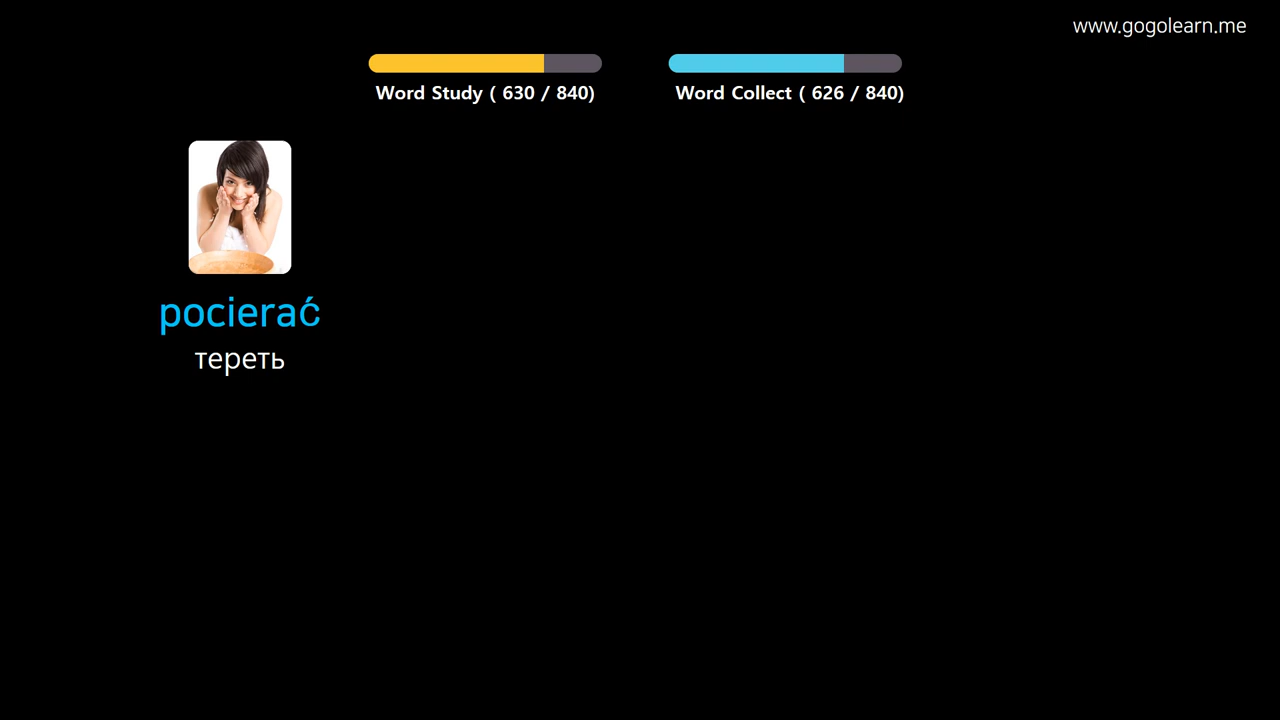 www.gogolearn.me
Word Study ( 630 / 840)
Word Collect ( 626 / 840)
pocierać
тереть